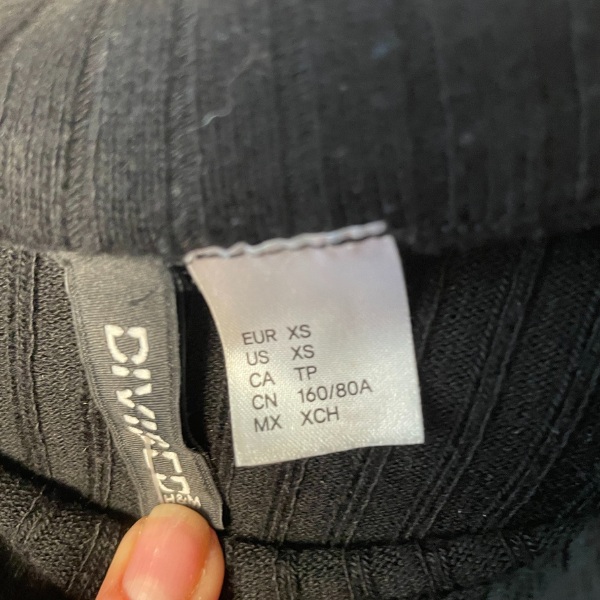 DIVIDED
H&M
EUR XS
US XS
CA TP
CN 160/80A
MX XCH